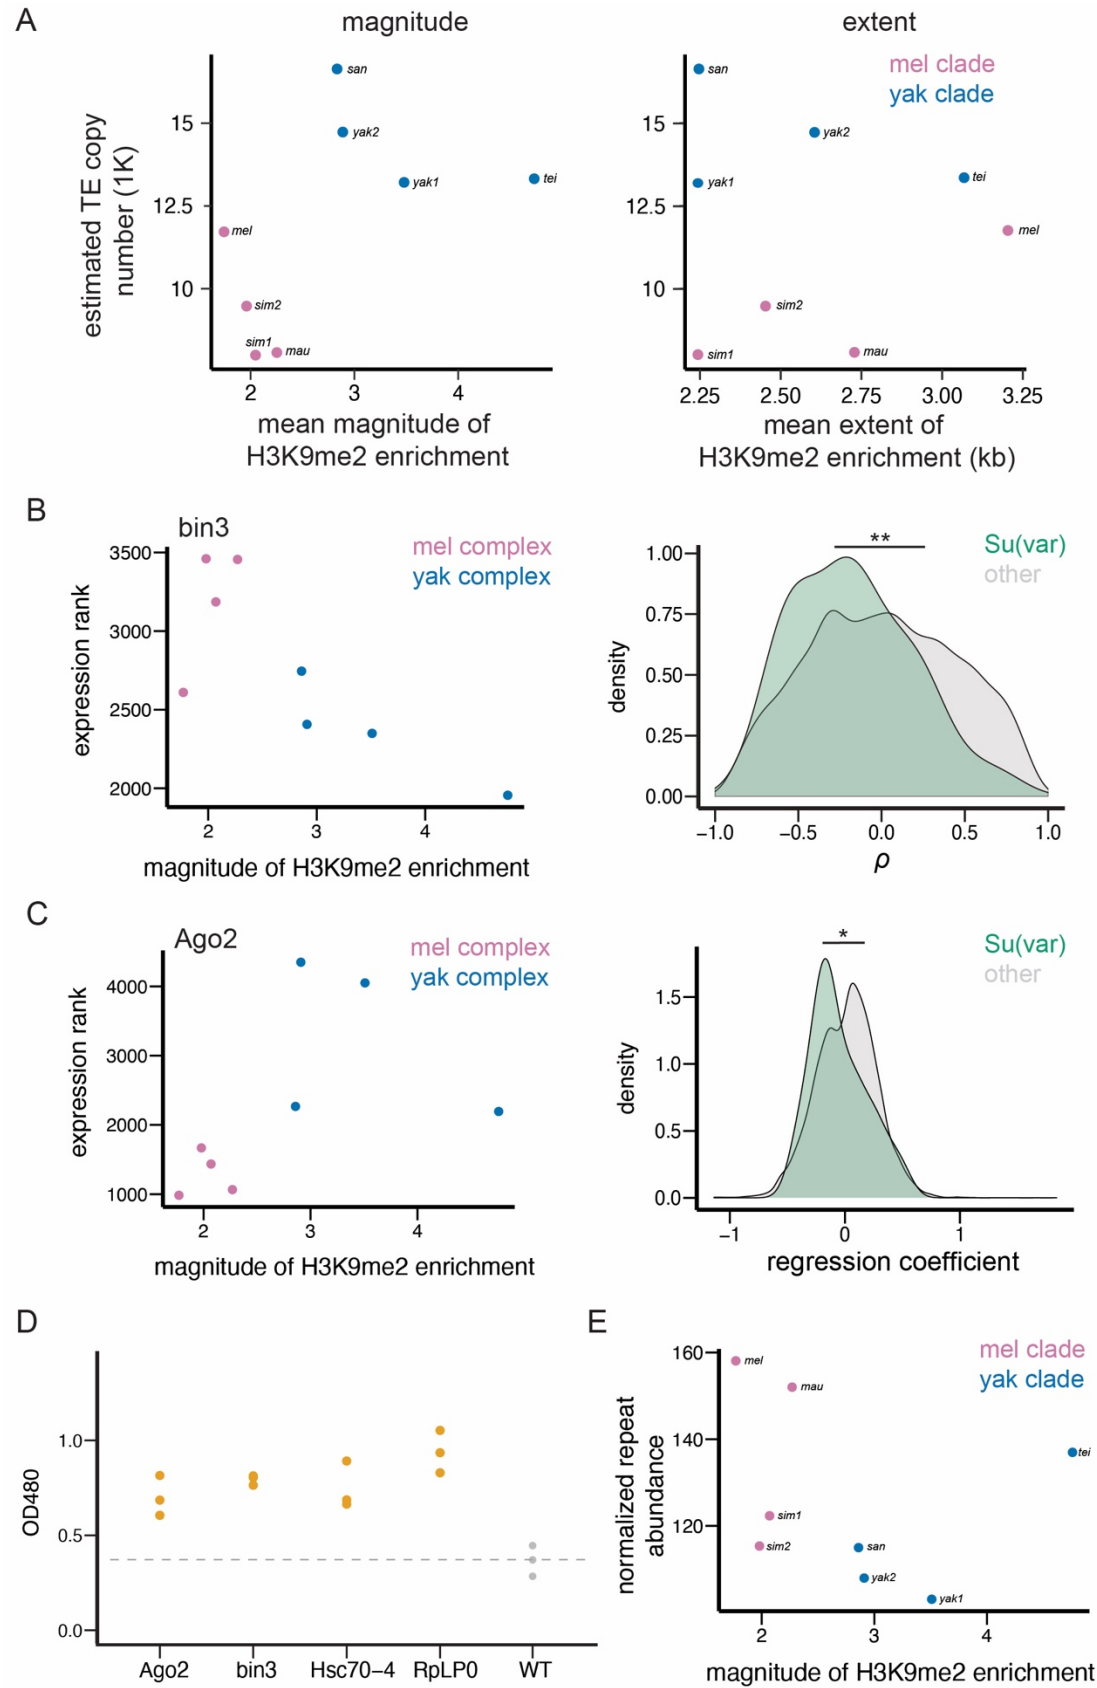 A
magnitude
extent
estimated TE copy
number (1K)
15
12.5
10
san
yak2
yak1
tei
mel
sim2
sim1
mau
2
3
4
mean magnitude of
H3K9me2 enrichment
mel clade
yak clade
15
12.5
10
san
yak2
yak1
tei
mel
sim2
sim1
mau
2.25
2.50
2.75
3.00
3.25
mean extent of
H3K9me2 enrichment (kb)
B
bin3
mel complex
yak complex
expression rank
3500
3000
2500
2000
2
3
4
magnitude of H3K9me2 enrichment
**
Su(var)
other
density
1.00
0.75
0.50
0.25
0.00
−1.0
−0.5
0.0
0.5
1.0
ρ
C
Ago2
mel complex
yak complex
expression rank
4000
3000
2000
1000
2
3
4
magnitude of H3K9me2 enrichment
*
Su(var)
other
density
1.5
1.0
0.5
0.0
−1
0
1
regression coefficient
D
OD480
1.0
0.5
0.0
Ago2
bin3
Hsc70−4
RpLP0
WT
E
mel clade
yak clade
normalized repeat
abundance
160
140
120
mel
mau
tei
sim1
sim2
san
yak2
yak1
2
3
4
magnitude of H3K9me2 enrichment